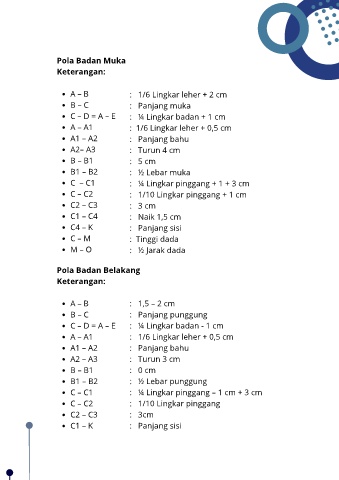 Pola Badan Muka
Keterangan:
• A – B : 1/6 Lingkar leher + 2 cm
• B – C : Panjang muka
• C – D = A – E : ¼ Lingkar badan + 1 cm
• A – A1 : 1/6 Lingkar leher + 0,5 cm
• A1 – A2 : Panjang bahu
• A2– A3 : Turun 4 cm
• B – B1 : 5 cm
• B1 – B2 : ½ Lebar muka
• C – C1 : ¼ Lingkar pinggang + 1 + 3 cm
• C – C2 : 1/10 Lingkar pinggang + 1 cm
• C2 – C3 : 3 cm
• C1 – C4 : Naik 1,5 cm
• C4 – K : Panjang sisi
• C – M : Tinggi dada
• M – O : ½ Jarak dada
Pola Badan Belakang
Keterangan:
• A – B : 1,5 – 2 cm
• B – C : Panjang punggung
• C – D = A – E : ¼ Lingkar badan - 1 cm
• A – A1 : 1/6 Lingkar leher + 0,5 cm
• A1 – A2 : Panjang bahu
• A2 – A3 : Turun 3 cm
• B – B1 : 0 cm
• B1 – B2 : ½ Lebar punggung
• C – C1 : ¼ Lingkar pinggang – 1 cm + 3 cm
• C – C2 : 1/10 Lingkar pinggang
• C2 – C3 : 3cm
• C1 – K : Panjang sisi